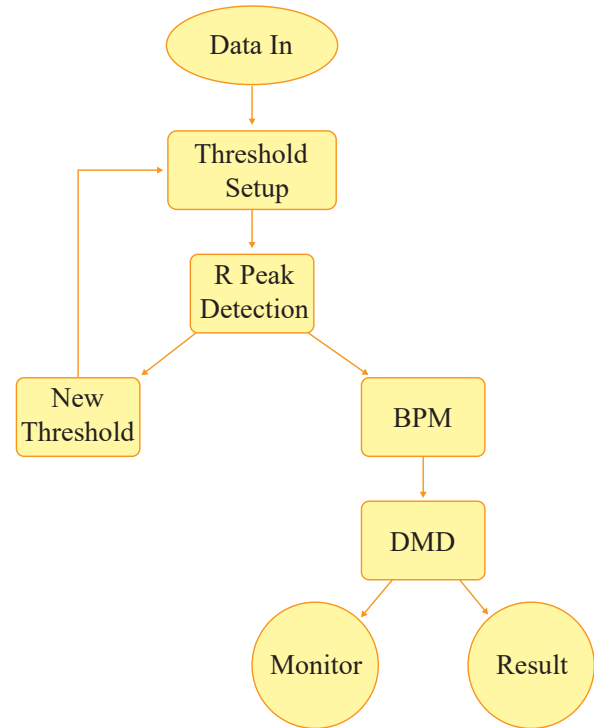 Data In
Threshold
Setup
R Peak
Detection
New
Threshold
BPM
DMD
Monitor
Result